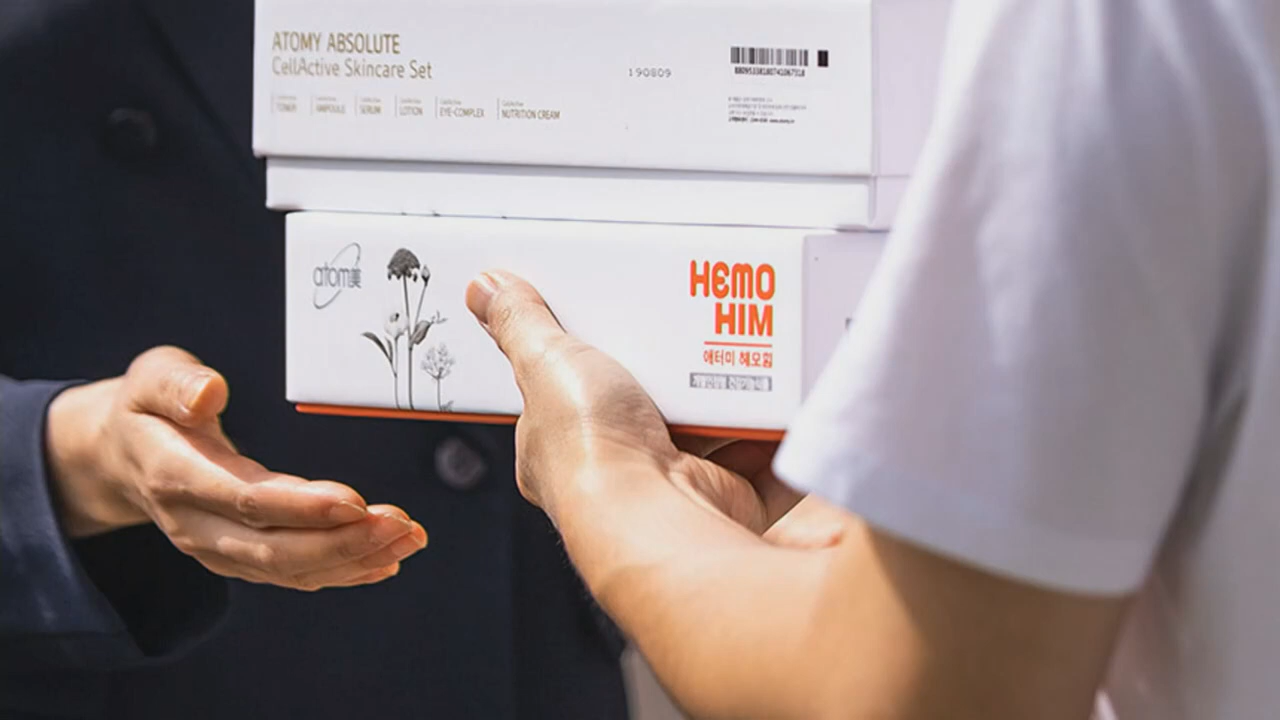 ATOMY ABSOLUTE
CellActive Skincare Set
190809
TONER AMPOULE SERUM LOTION EYE-COMPLEX NUTRITION CREAM
atom美
HEMO
HIM
애터미 헤모힘